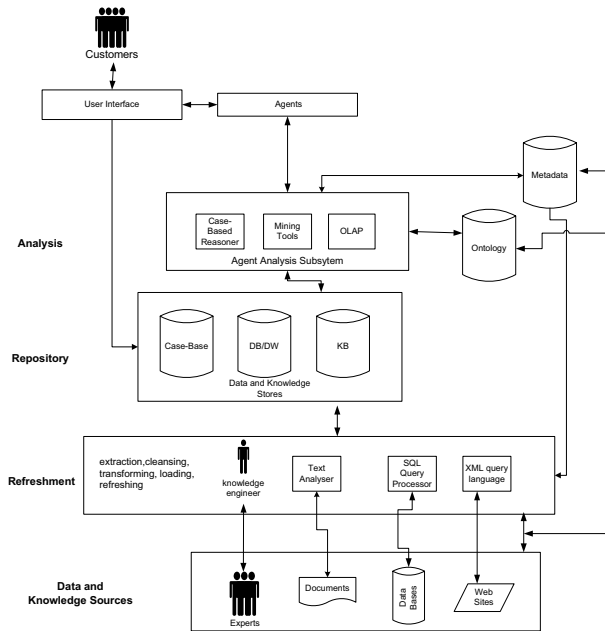 Customers
User Interface
Agents
Metadata
Case-
Based
Reasoner
Mining
Tools
OLAP
Analysis
Agent Analysis Subsytem
Ontology
Case-Base
DB/DW
KB
Repository
Data and Knowledge
Stores
extraction,cleansing,
transforming, loading,
refreshing
knowledge
engineer
Text
Analyser
SQL
Query
Processor
XML query
language
Refreshment
Data and
Knowledge Sources
Experts
Documents
Data
Bases
Web
Sites